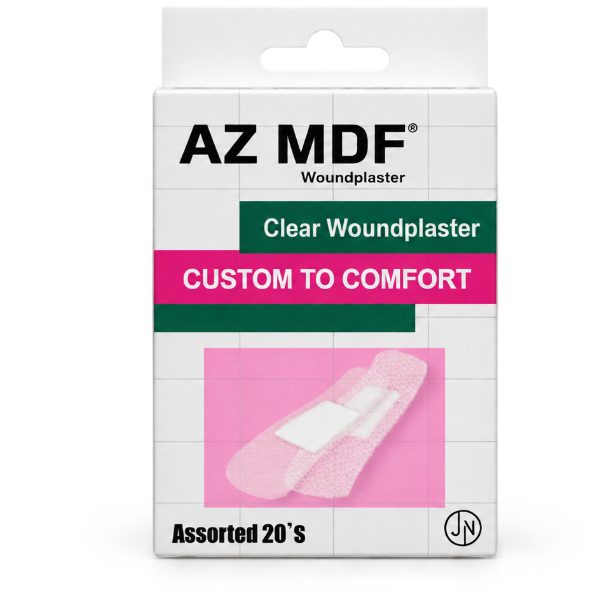 AZ MDF®
Woundplaster
Clear Woundplaster
CUSTOM TO COMFORT
Assorted 20'S
JN